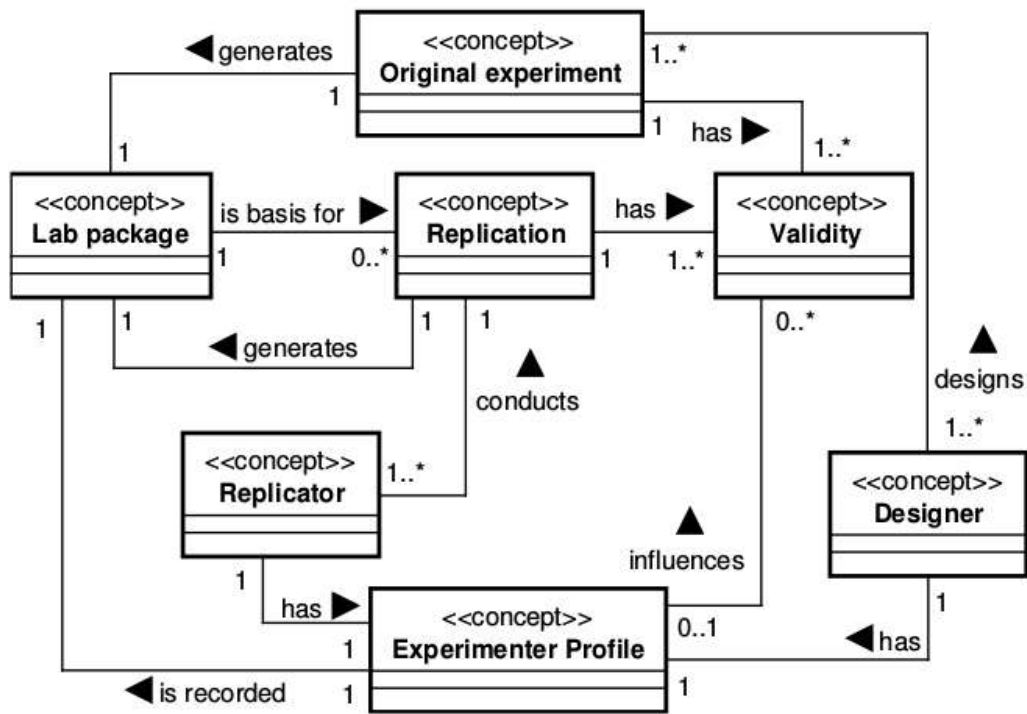 <<concept>>
Original experiment
◀ generates
1
1..*
1
has ▶
1
1..*
<<concept>>
Lab package
is basis for ▶
1
0..*
<<concept>>
Replication
has ▶
1
1..*
<<concept>>
Validity
1
1
◀ generates
1
1
0..*
▲
conducts
▲
designs
1..*
<<concept>>
Replicator
1..*
<<concept>>
Designer
▲
influences
1
has ▶
1
<<concept>>
Experimenter Profile
0..1
1
◀ has
1
◀ is recorded
1